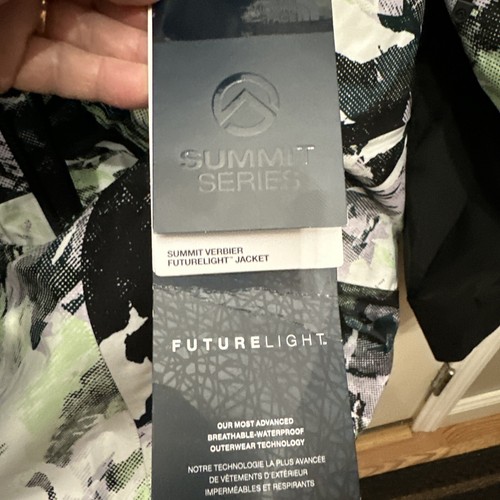 SUMMIT
SERIES
SUMMIT VERBIER
FUTURELIGHT™ JACKET
FUTURELIGHT™
OUR MOST ADVANCED
BREATHABLE-WATERPROOF
OUTERWEAR TECHNOLOGY
NOTRE TECHNOLOGIE LA PLUS AVANCÉE
DE VÊTEMENTS D'EXTÉRIEUR
IMPERMÉABLES ET RESPIRANTS